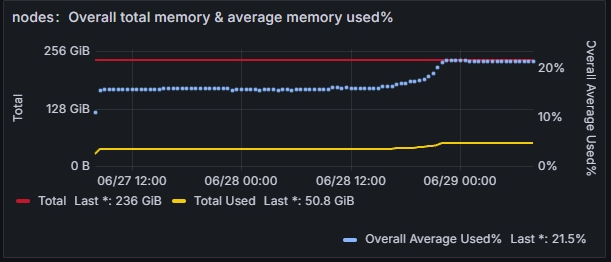 nodes: Overall total memory & average memory used%
256 GiB
128 GiB
0 B
Total
20%
10%
0%
Overall Average Used%
06/27 12:00 06/28 00:00 06/28 12:00 06/29 00:00
Total Last *: 236 GiB Total Used Last *: 50.8 GiB
Overall Average Used% Last *: 21.5%